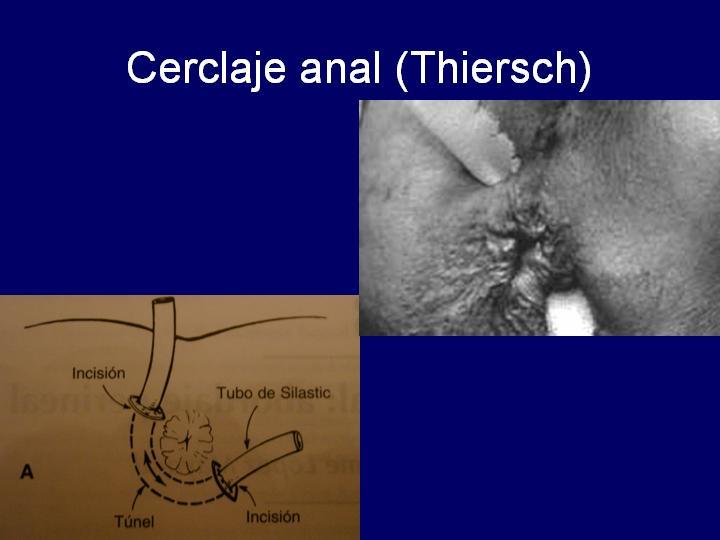 Cerclaje anal (Thiersch)
Incisión
Tubo de Silastic
A
Túnel
Incisión